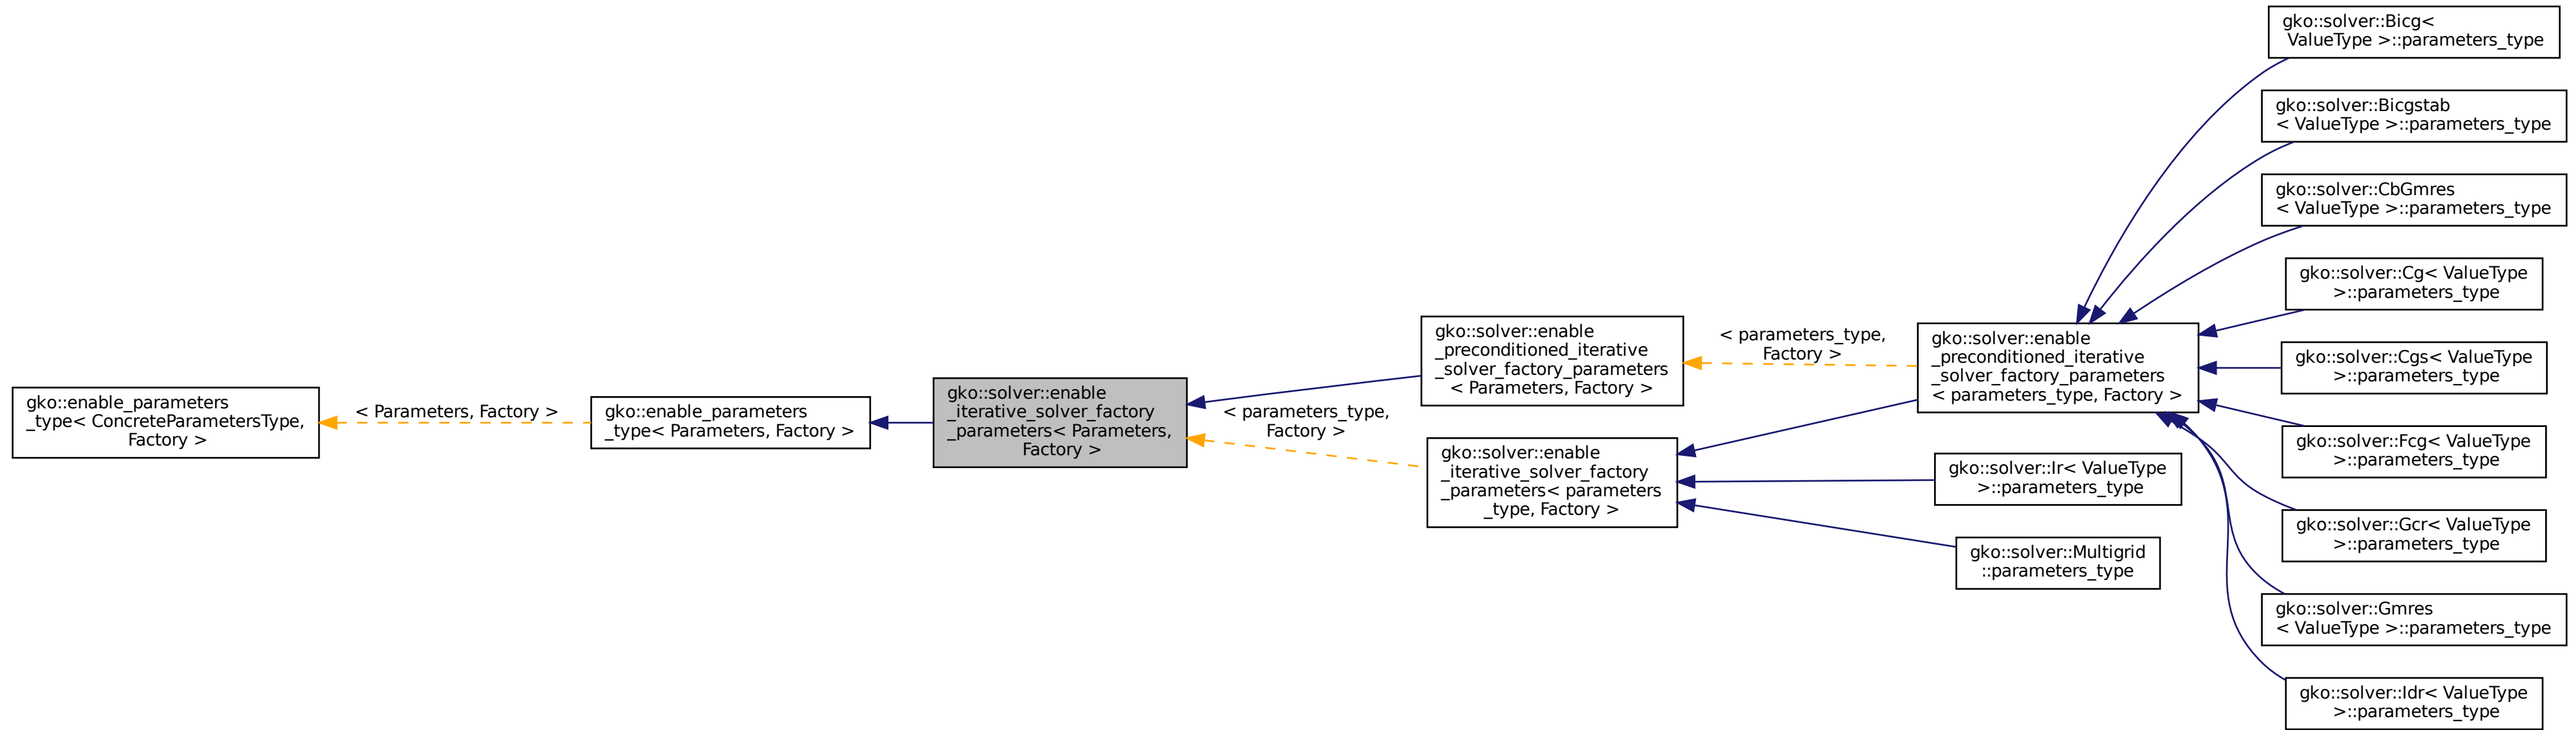 gko::enable_parameters
_type< ConcreteParametersType,
Factory >
< Parameters, Factory >
gko::enable_parameters
_type< Parameters, Factory >
gko::solver::enable
_iterative_solver_factory
_parameters< Parameters,
Factory >
gko::solver::enable
_preconditioned_iterative
_solver_factory_parameters
< Parameters, Factory >
< parameters_type,
Factory >
gko::solver::enable
_iterative_solver_factory
_parameters< parameters
_type, Factory >
< parameters_type,
Factory >
gko::solver::enable
_preconditioned_iterative
_solver_factory_parameters
< parameters_type, Factory >
gko::solver::Ir< ValueType
>::parameters_type
gko::solver::Multigrid
::parameters_type
gko::solver::Bicg<
ValueType >::parameters_type
gko::solver::Bicgstab
< ValueType >::parameters_type
gko::solver::CbGmres
< ValueType >::parameters_type
gko::solver::Cg< ValueType
>::parameters_type
gko::solver::Cgs< ValueType
>::parameters_type
gko::solver::Fcg< ValueType
>::parameters_type
gko::solver::Gcr< ValueType
>::parameters_type
gko::solver::Gmres
< ValueType >::parameters_type
gko::solver::Idr< ValueType
>::parameters_type